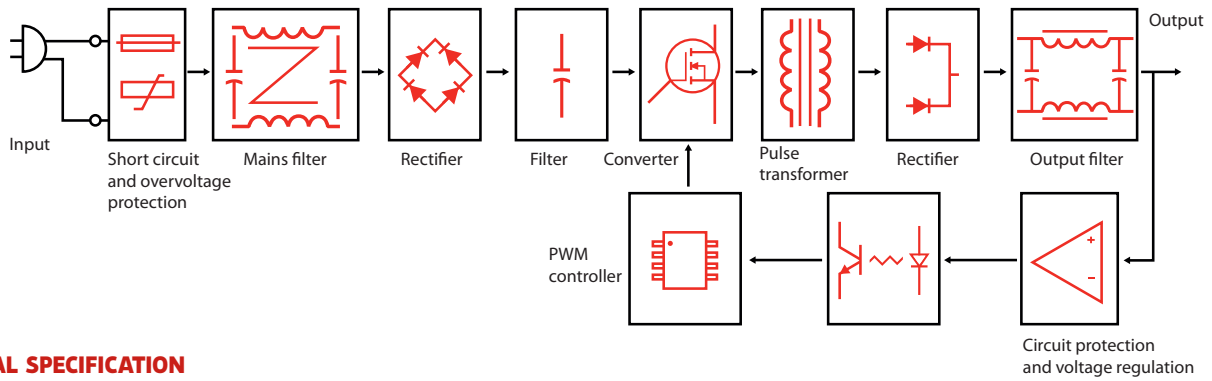 Output
Input
Short circuit
and overvoltage
protection
Mains filter
Rectifier
Filter
Converter
Pulse
transformer
Rectifier
Output filter
PWM
controller
+
-
Circuit protection
and voltage regulation
AL SPECIFICATION